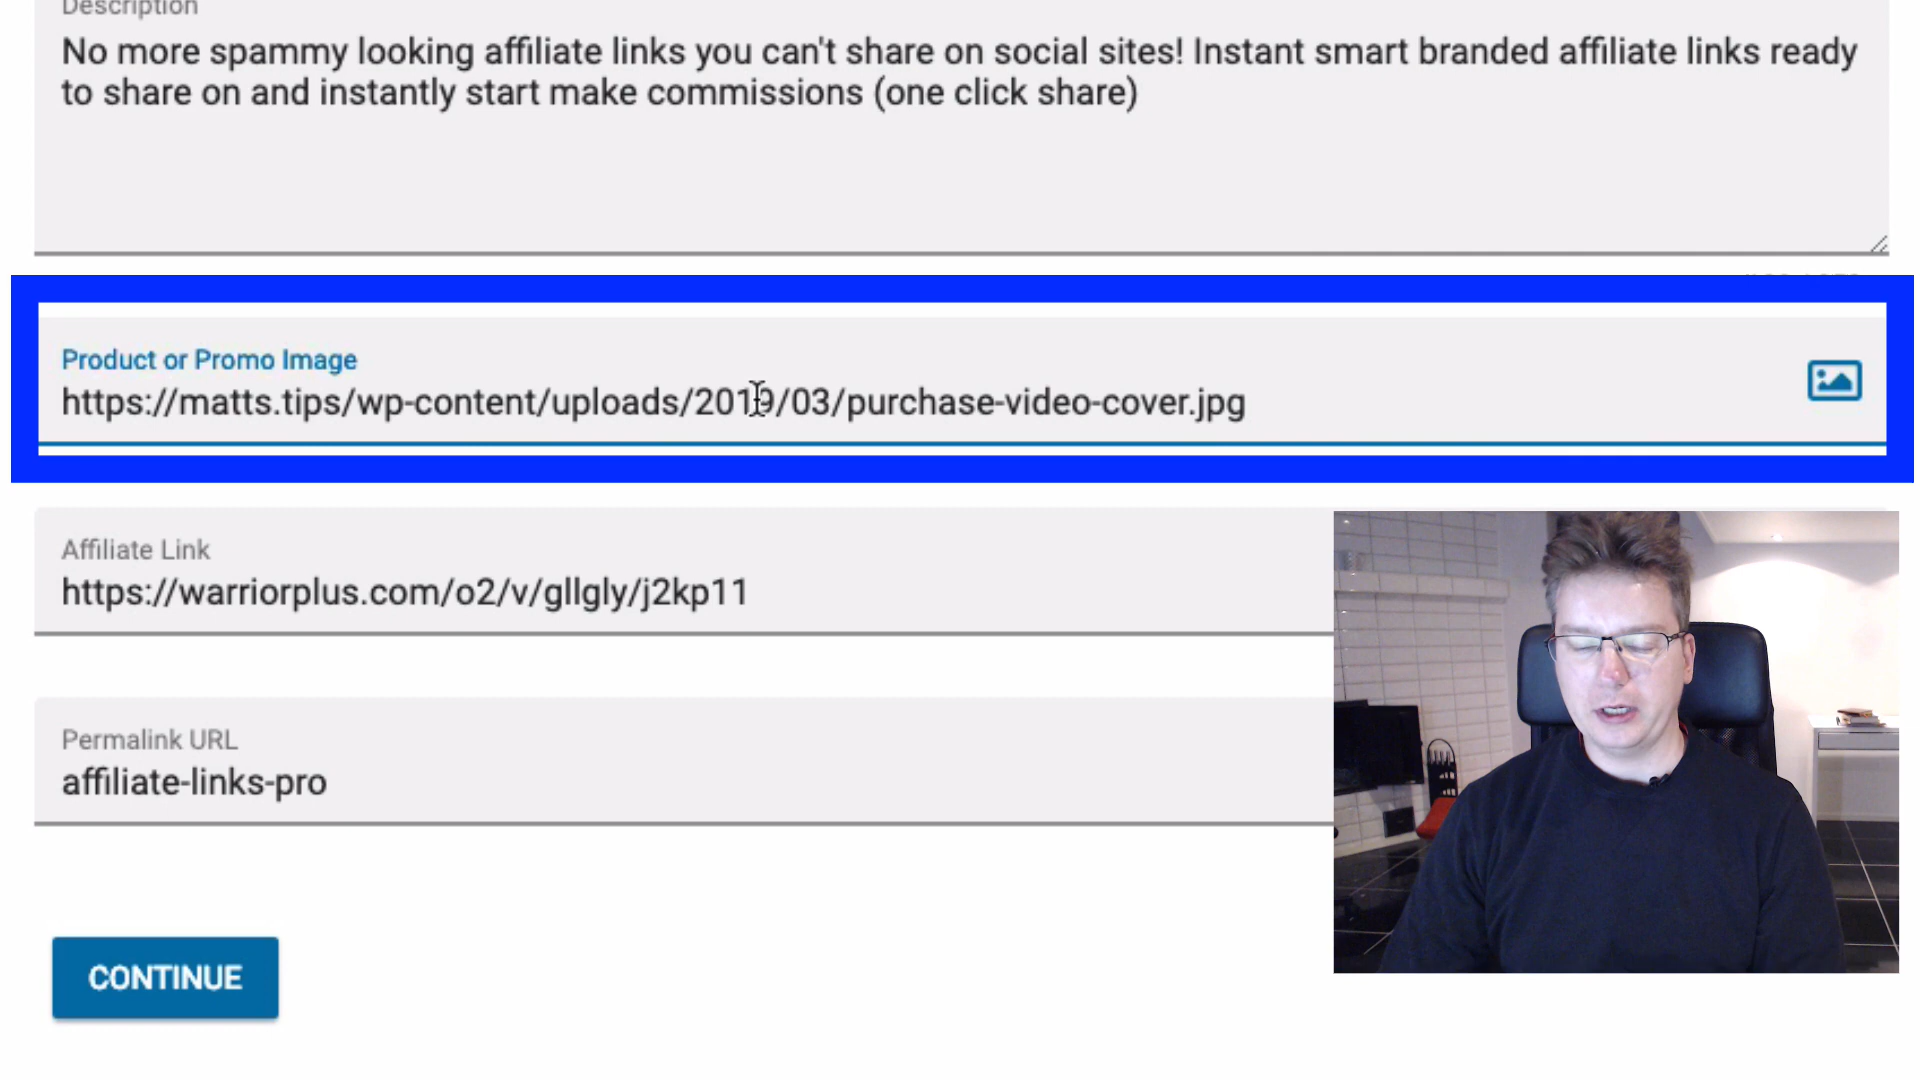 Description
No more spammy looking affiliate links you can't share on social sites! Instant smart branded affiliate links ready
to share on and instantly start make commissions (one click share)
Product or Promo Image
https://matts.tips/wp-content/uploads/2019/03/purchase-video-cover.jpg
Affiliate Link
https://warriorplus.com/o2/v/gllgly/j2kp11
Permalink URL
affiliate-links-pro
CONTINUE